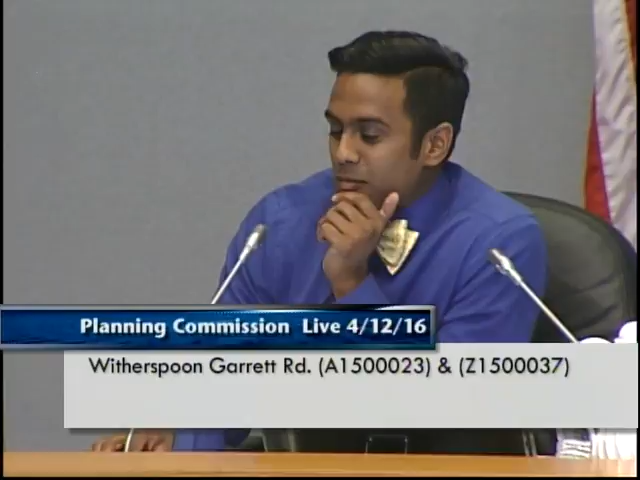 Planning Commission Live 4/12/16
Witherspoon Garrett Rd. (A1500023) & (Z1500037)